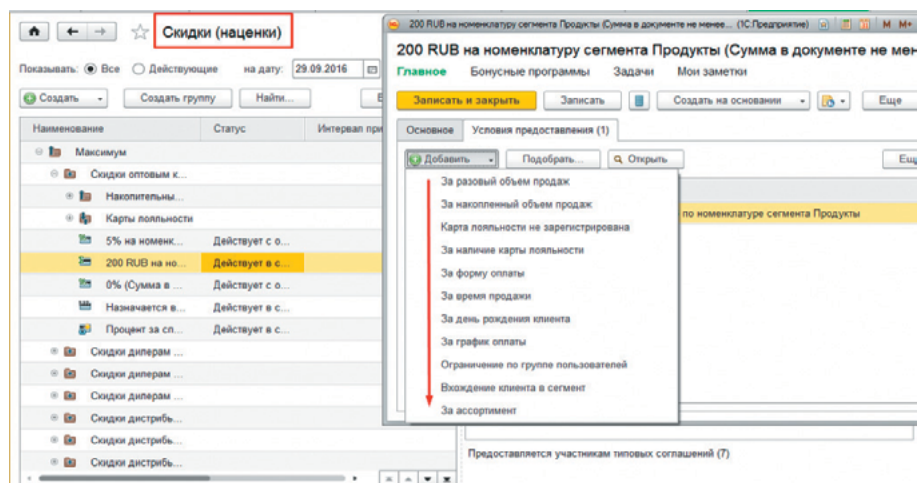 Скидки (наценки)
Показывать: Все Действующие на дату: 29.09.2016
Создать Создать группу Найти...
Наименование Статус Интервал при
Максимум
Скидки оптовым к...
Накопительны...
Карты лояльности
5% на номенк... Действует с о...
200 RUB на но... Действует в с...
0% (Сумма в ... Действует с о...
Назначается в... Действует в с...
Процент за сп... Действует в с...
Скидки дилерам ...
Скидки дилерам ...
Скидки дилерам ...
Скидки дистрибь...
Скидки дистрибь...
Скидки дистрибь...
200 RUB на номенклатуру сегмента Продукты (Сумма в документе не менее... (1С:Предприятие) M M+
200 RUB на номенклатуру сегмента Продукты (Сумма в документе не мен
Главное Бонусные программы Задачи Мои заметки
Записать и закрыть Записать Создать на основании Еще
Основное Условия предоставления (1)
Добавить Подобрать... Открыть Ещ
За разовый объем продаж
За накопленный объем продаж
по номенклатуре сегмента Продукты
Карта лояльности не зарегистрирована
За наличие карты лояльности
За форму оплаты
За время продажи
За день рождения клиента
За график оплаты
Ограничение по группе пользователей
Вхождение клиента в сегмент
За ассортимент
Предоставляется участникам типовых соглашений (7)